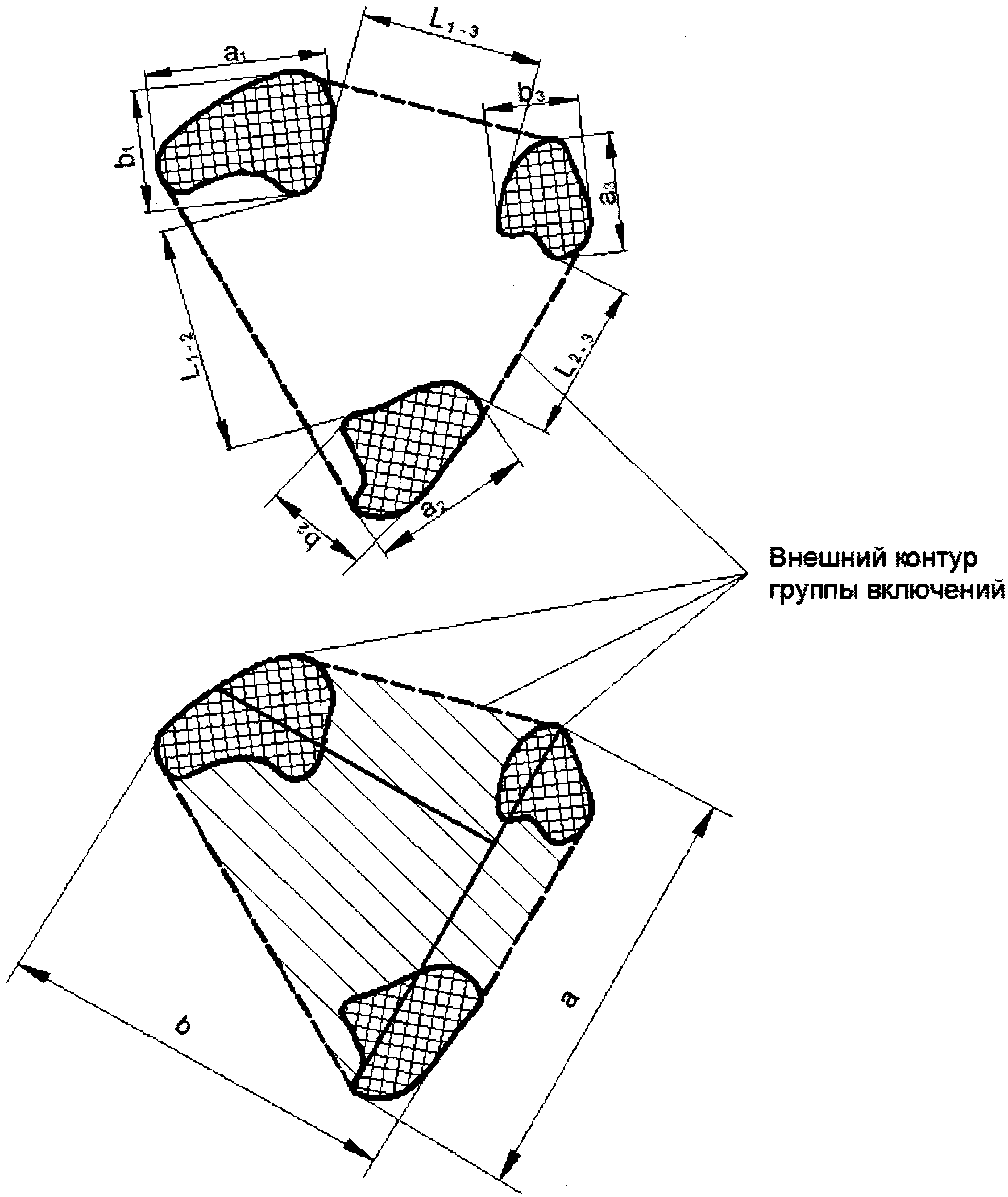 L₁₋₃
a₁
b₃
b₁
a₃
L₁₋₂
L₂₋₃
a₂
b₂
Внешний контур
группы включений
a
b